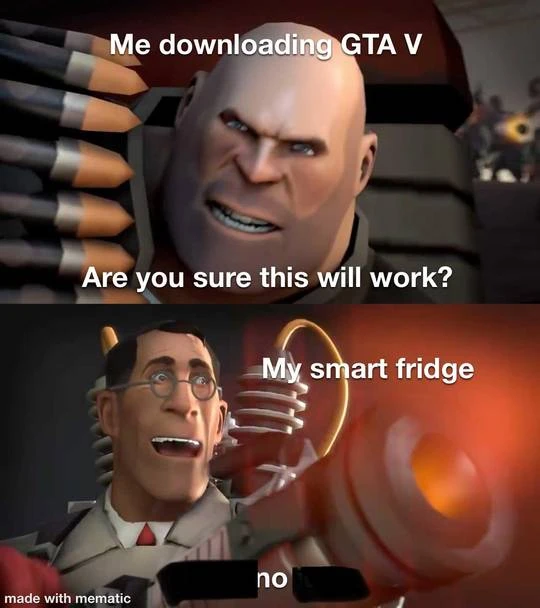 Me downloading GTA V
Are you sure this will work?
My smart fridge
no
made with mematic